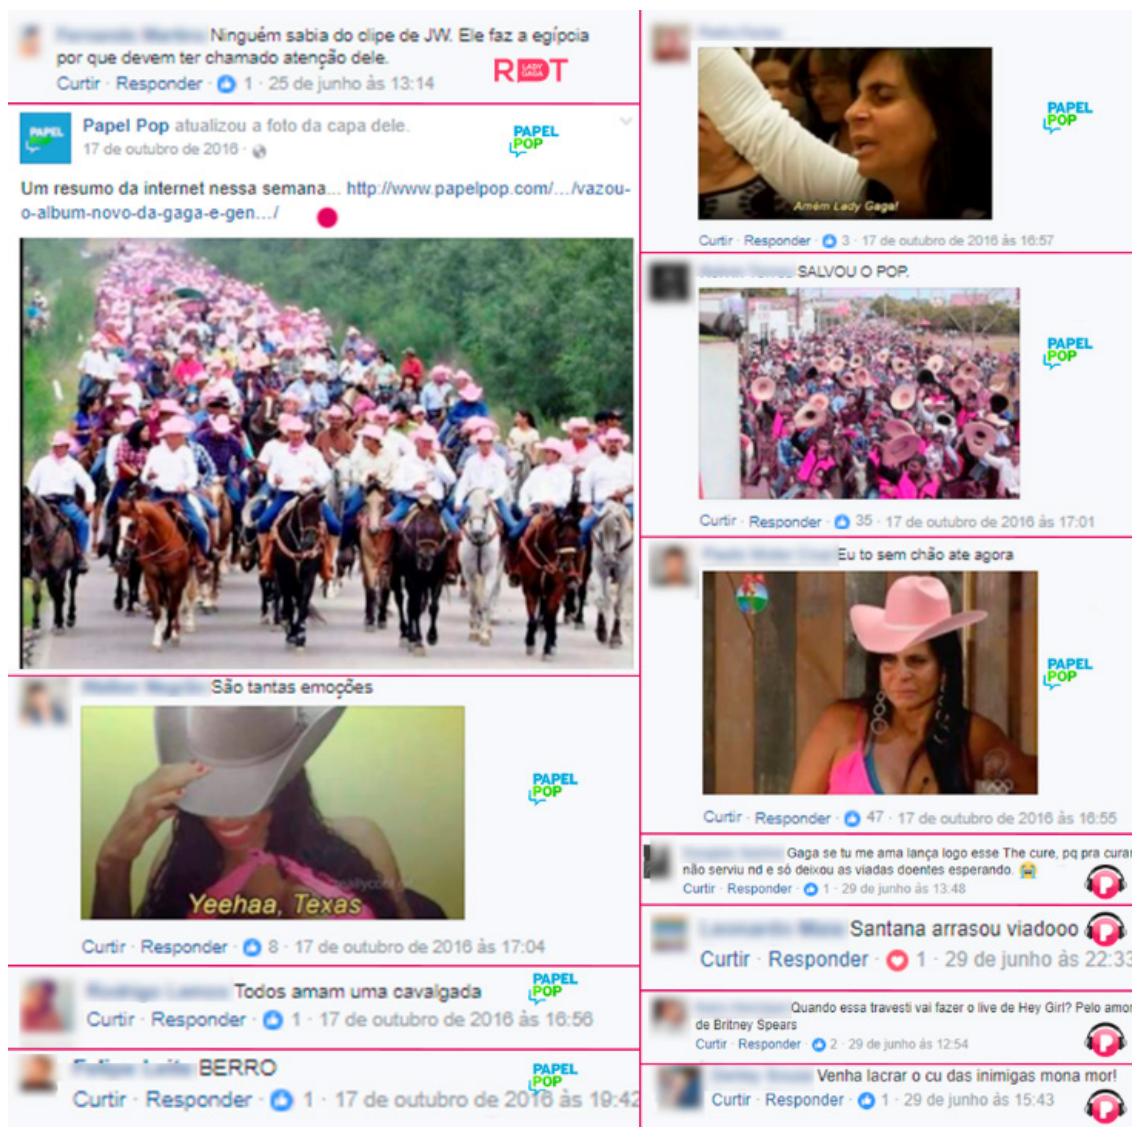 Ninguém sabia do clipe de JW. Ele faz a egípcia
por que devem ter chamado atenção dele.
Curtir · Responder · 1 · 25 de junho às 13:14
R LADY GAGA T
PAPEL
Papel Pop atualizou a foto da capa dele.
17 de outubro de 2016 ·
PAPEL
POP
Um resumo da internet nessa semana... http://www.papelpop.com/.../vazou-
o-album-novo-da-gaga-e-gen.../
São tantas emoções
Yeehaa, Texas
PAPEL
POP
Curtir · Responder · 8 · 17 de outubro de 2016 às 17:04
Todos amam uma cavalgada
PAPEL
POP
Curtir · Responder · 1 · 17 de outubro de 2016 às 16:56
BERRO
PAPEL
POP
Curtir · Responder · 1 · 17 de outubro de 2016 às 19:42
Amém Lady Gaga!
PAPEL
POP
Curtir · Responder · 3 · 17 de outubro de 2016 às 16:57
SALVOU O POP.
PAPEL
POP
Curtir · Responder · 35 · 17 de outubro de 2016 às 17:01
Eu to sem chão ate agora
PAPEL
POP
Curtir · Responder · 47 · 17 de outubro de 2016 às 16:55
Gaga se tu me ama lança logo esse The cure, pq pra curar
não serviu nd e só deixou as viadas doentes esperando.
Curtir · Responder · 1 · 29 de junho às 13:48
Santana arrasou viadooo
Curtir · Responder · 1 · 29 de junho às 22:33
Quando essa travesti vai fazer o live de Hey Girl? Pelo amor
de Britney Spears
Curtir · Responder · 2 · 29 de junho às 12:54
Venha lacrar o cu das inimigas mona mor!
Curtir · Responder · 1 · 29 de junho às 15:43